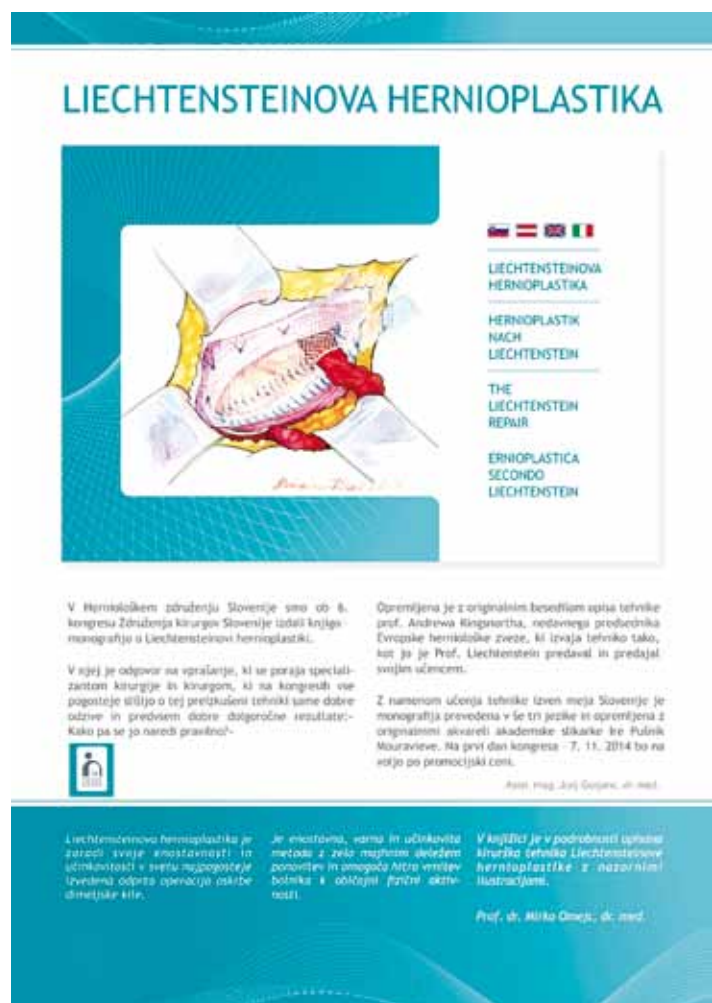 LIECHTENSTEINOVA HERNIOPLASTIKA
LIECHTENSTEINOVA
HERNIOPLASTIKA
HERNIOPLASTIK
NACH
LIECHTENSTEIN
THE
LIECHTENSTEIN
REPAIR
ERNIOPLASTICA
SECONDO
LIECHTENSTEIN
V Herniološkem združenju Slovenije smo ob 6.
kongresu Združenja kirurgov Slovenije izdali knjigo -
monografijo o Liechtensteinovi hernioplastiki.
V njej je odgovor na vprašanje, ki se poraja speciali-
zantom kirurgije in kirurgom, ki na kongresih vse
pogosteje slišijo o tej preizkušeni tehniki same dobre
odzive in predvsem dobre dolgoročne rezultate:-
Kako pa se jo naredi pravilno?-
Opremljena je z originalnim besedilom opisa tehnike
prof. Andrewa Kingsnortha, nedavnega predsednika
Evropske herniološke zveze, ki izvaja tehniko tako,
kot jo je Prof. Liechtenstein predaval in predajal
svojim učencem.
Z namenom učenja tehnike izven meja Slovenije je
monografija prevedena v še tri jezike in opremljena z
originalnimi akvareli akademske slikarke Ire Pušnik
Mouravieve. Na prvi dan kongresa - 7. 11. 2014 bo na
voljo po promocijski ceni.
mag. Jurij Gorjanc, dr. med.
Liechtensteinova hernioplastika je
zaradi svoje enostavnosti in
učinkovitosti v svetu najpogosteje
izvedena odprta operacija oskrbe
dimeljske kile.
Je enostavna, varna in učinkovita
metoda z zelo majhnim deležem
ponovitev in omogoča hitro vrnitev
bolnika k običajni fizični aktiv-
nosti.
V knjižici je v podrobnosti opisana
kirurška tehnika Liechtensteinove
hernioplastike z nazornimi
ilustracijami.
Prof. dr. Mirko Omejc, dr. med.